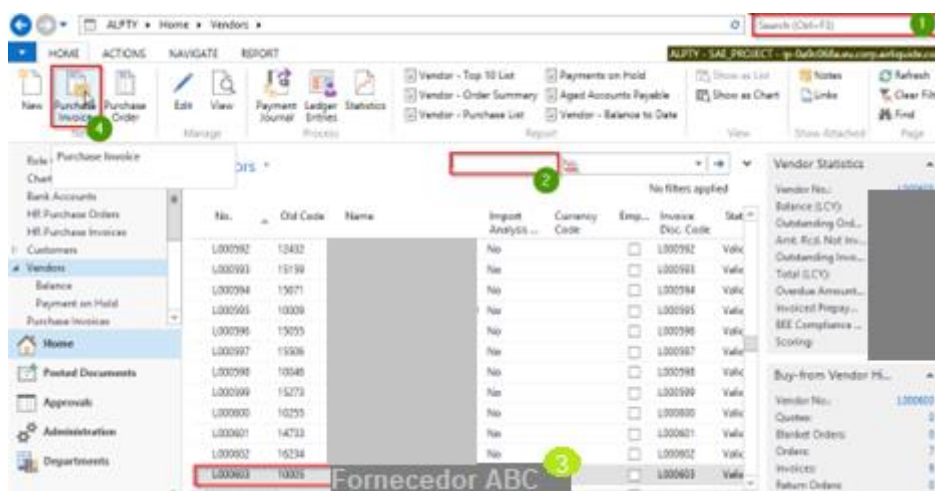 ALPTY ▸ Home ▸ Vendors ▸
Search (Ctrl+F3)
1
HOME ACTIONS NAVIGATE REPORT
ALPTY - SAE_PROJECT -
New
Purchase Invoice
Purchase Order
4
Edit
View
Manage
Payment Journal
Ledger Entries
Statistics
Process
Vendor - Top 10 List
Vendor - Order Summary
Vendor - Purchase List
Payments on Hold
Aged Accounts Payable
Vendor - Balance to Date
Report
Show as List
Show as Chart
View
Notes
Links
Show Attached
Refresh
Clear
Find
Page
Purchase Invoice
Bank Accounts
HR Purchase Orders
HR Purchase Invoices
Customers
Vendors
Balance
Payment on Hold
Purchase Invoices
Home
Posted Documents
Approvals
Administration
Departments
2
No filters applied
No. Old Code Name Import Analysis ... Currency Code Emp... Invoice Disc. Code
L000592 12432 No L000592
L000593 15159 No L000593
L000594 15071 No L000594
L000595 10009 No L000595
L000596 15055 No L000596
L000597 15506 No L000597
L000598 10046 No L000598
L000599 15273 No L000599
L000600 10255 No L000600
L000601 14733 No L000601
L000602 16234 No L000602
L000603 10005 L000603
Fornecedor ABC
3
Vendor Statistics
Vendor No.:
Balance (LCY):
Outstanding Ord...
Amt. Rcd. Not Inv...
Outstanding Invo...
Total (LCY):
Overdue Amount...
Invoiced Prepay...
BEE Compliance ...
Scoring:
Buy-from Vendor Hi...
Vendor No.: L000603
Quotes: 0
Blanket Orders: 0
Orders: 7
Invoices:
Return Orders: